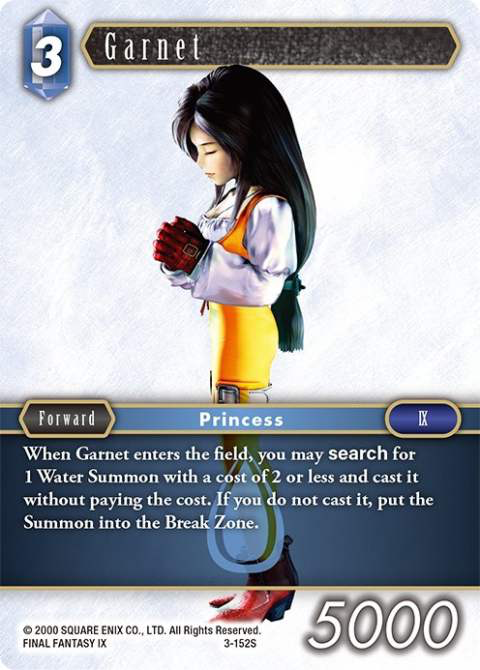 3
Garnet
Forward
Princess
IX
When Garnet enters the field, you may search for
1 Water Summon with a cost of 2 or less and cast it
without paying the cost. If you do not cast it, put the
Summon into the Break Zone.
© 2000 SQUARE ENIX CO., LTD. All Rights Reserved.
FINAL FANTASY IX
3-152S
5000